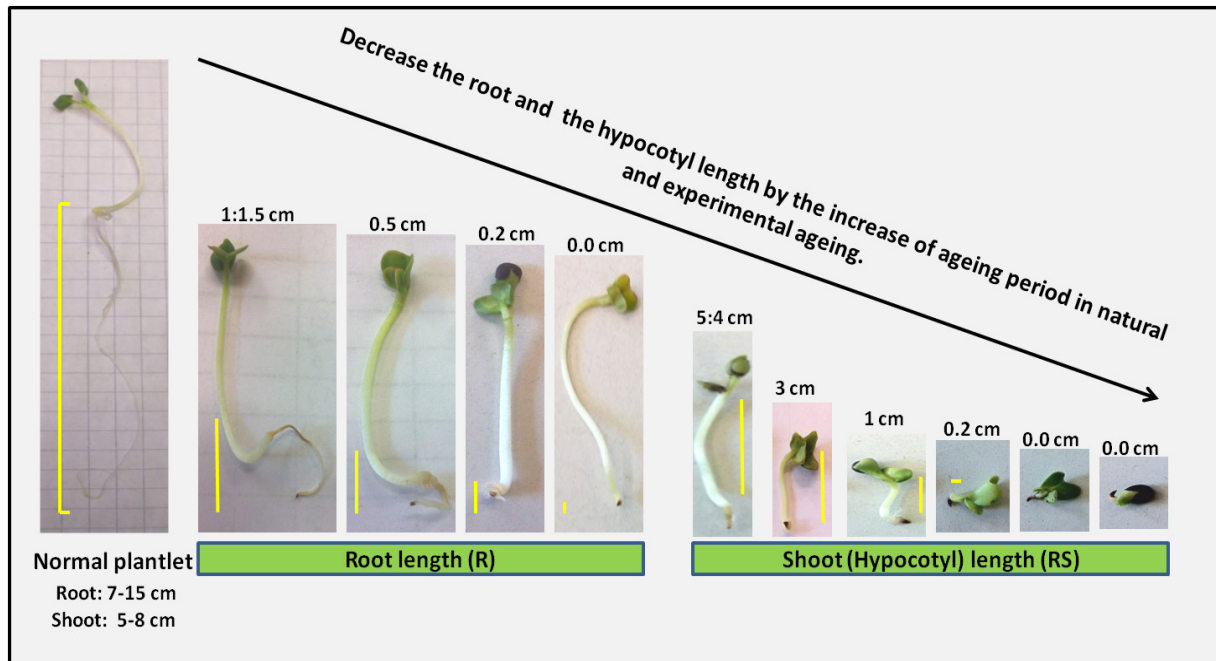 Decrease the root and the hypocotyl length by the increase of ageing period in natural
and experimental ageing.
1:1.5 cm
0.5 cm
0.2 cm
0.0 cm
5:4 cm
3 cm
1 cm
0.2 cm
0.0 cm
0.0 cm
Normal plantlet
Root: 7-15 cm
Shoot: 5-8 cm
Root length (R)
Shoot (Hypocotyl) length (RS)